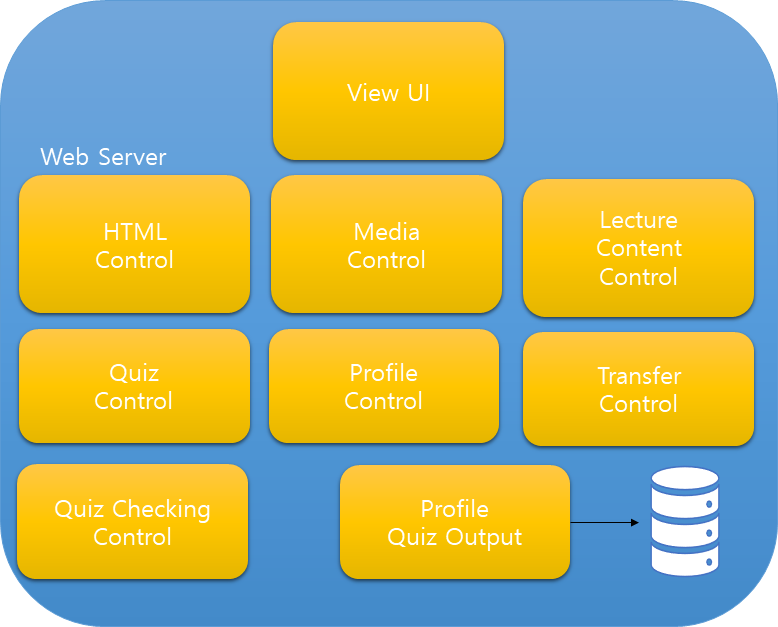 View UI
Web Server
HTML
Control
Media
Control
Lecture
Content
Control
Quiz
Control
Profile
Control
Transfer
Control
Quiz Checking
Control
Profile
Quiz Output